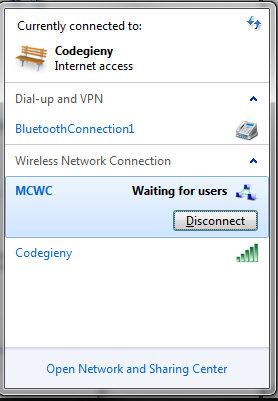 Currently connected to:
Codegieny
Internet access
Dial-up and VPN
BluetoothConnection1
Wireless Network Connection
MCWC Waiting for users
Disconnect
Codegieny
Open Network and Sharing Center